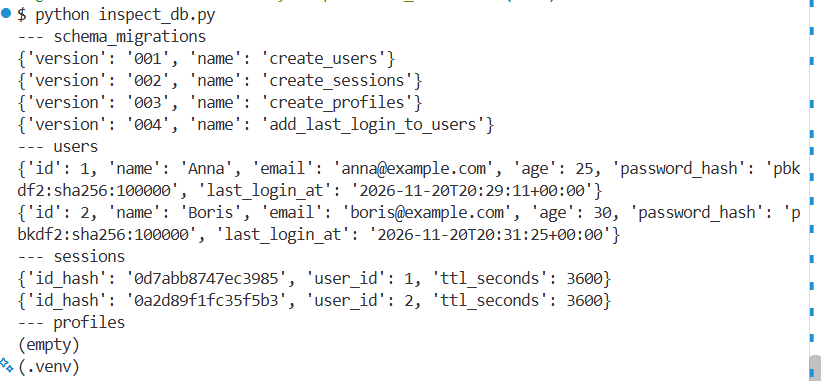 $ python inspect_db.py
--- schema_migrations
{'version': '001', 'name': 'create_users'}
{'version': '002', 'name': 'create_sessions'}
{'version': '003', 'name': 'create_profiles'}
{'version': '004', 'name': 'add_last_login_to_users'}
--- users
{'id': 1, 'name': 'Anna', 'email': 'anna@example.com', 'age': 25, 'password_hash': 'pbk
df2:sha256:100000', 'last_login_at': '2026-11-20T20:29:11+00:00'}
{'id': 2, 'name': 'Boris', 'email': 'boris@example.com', 'age': 30, 'password_hash': 'p
bkdf2:sha256:100000', 'last_login_at': '2026-11-20T20:31:25+00:00'}
--- sessions
{'id_hash': '0d7abb8747ec3985', 'user_id': 1, 'ttl_seconds': 3600}
{'id_hash': '0a2d89f1fc35f5b3', 'user_id': 2, 'ttl_seconds': 3600}
--- profiles
(empty)
(.venv)